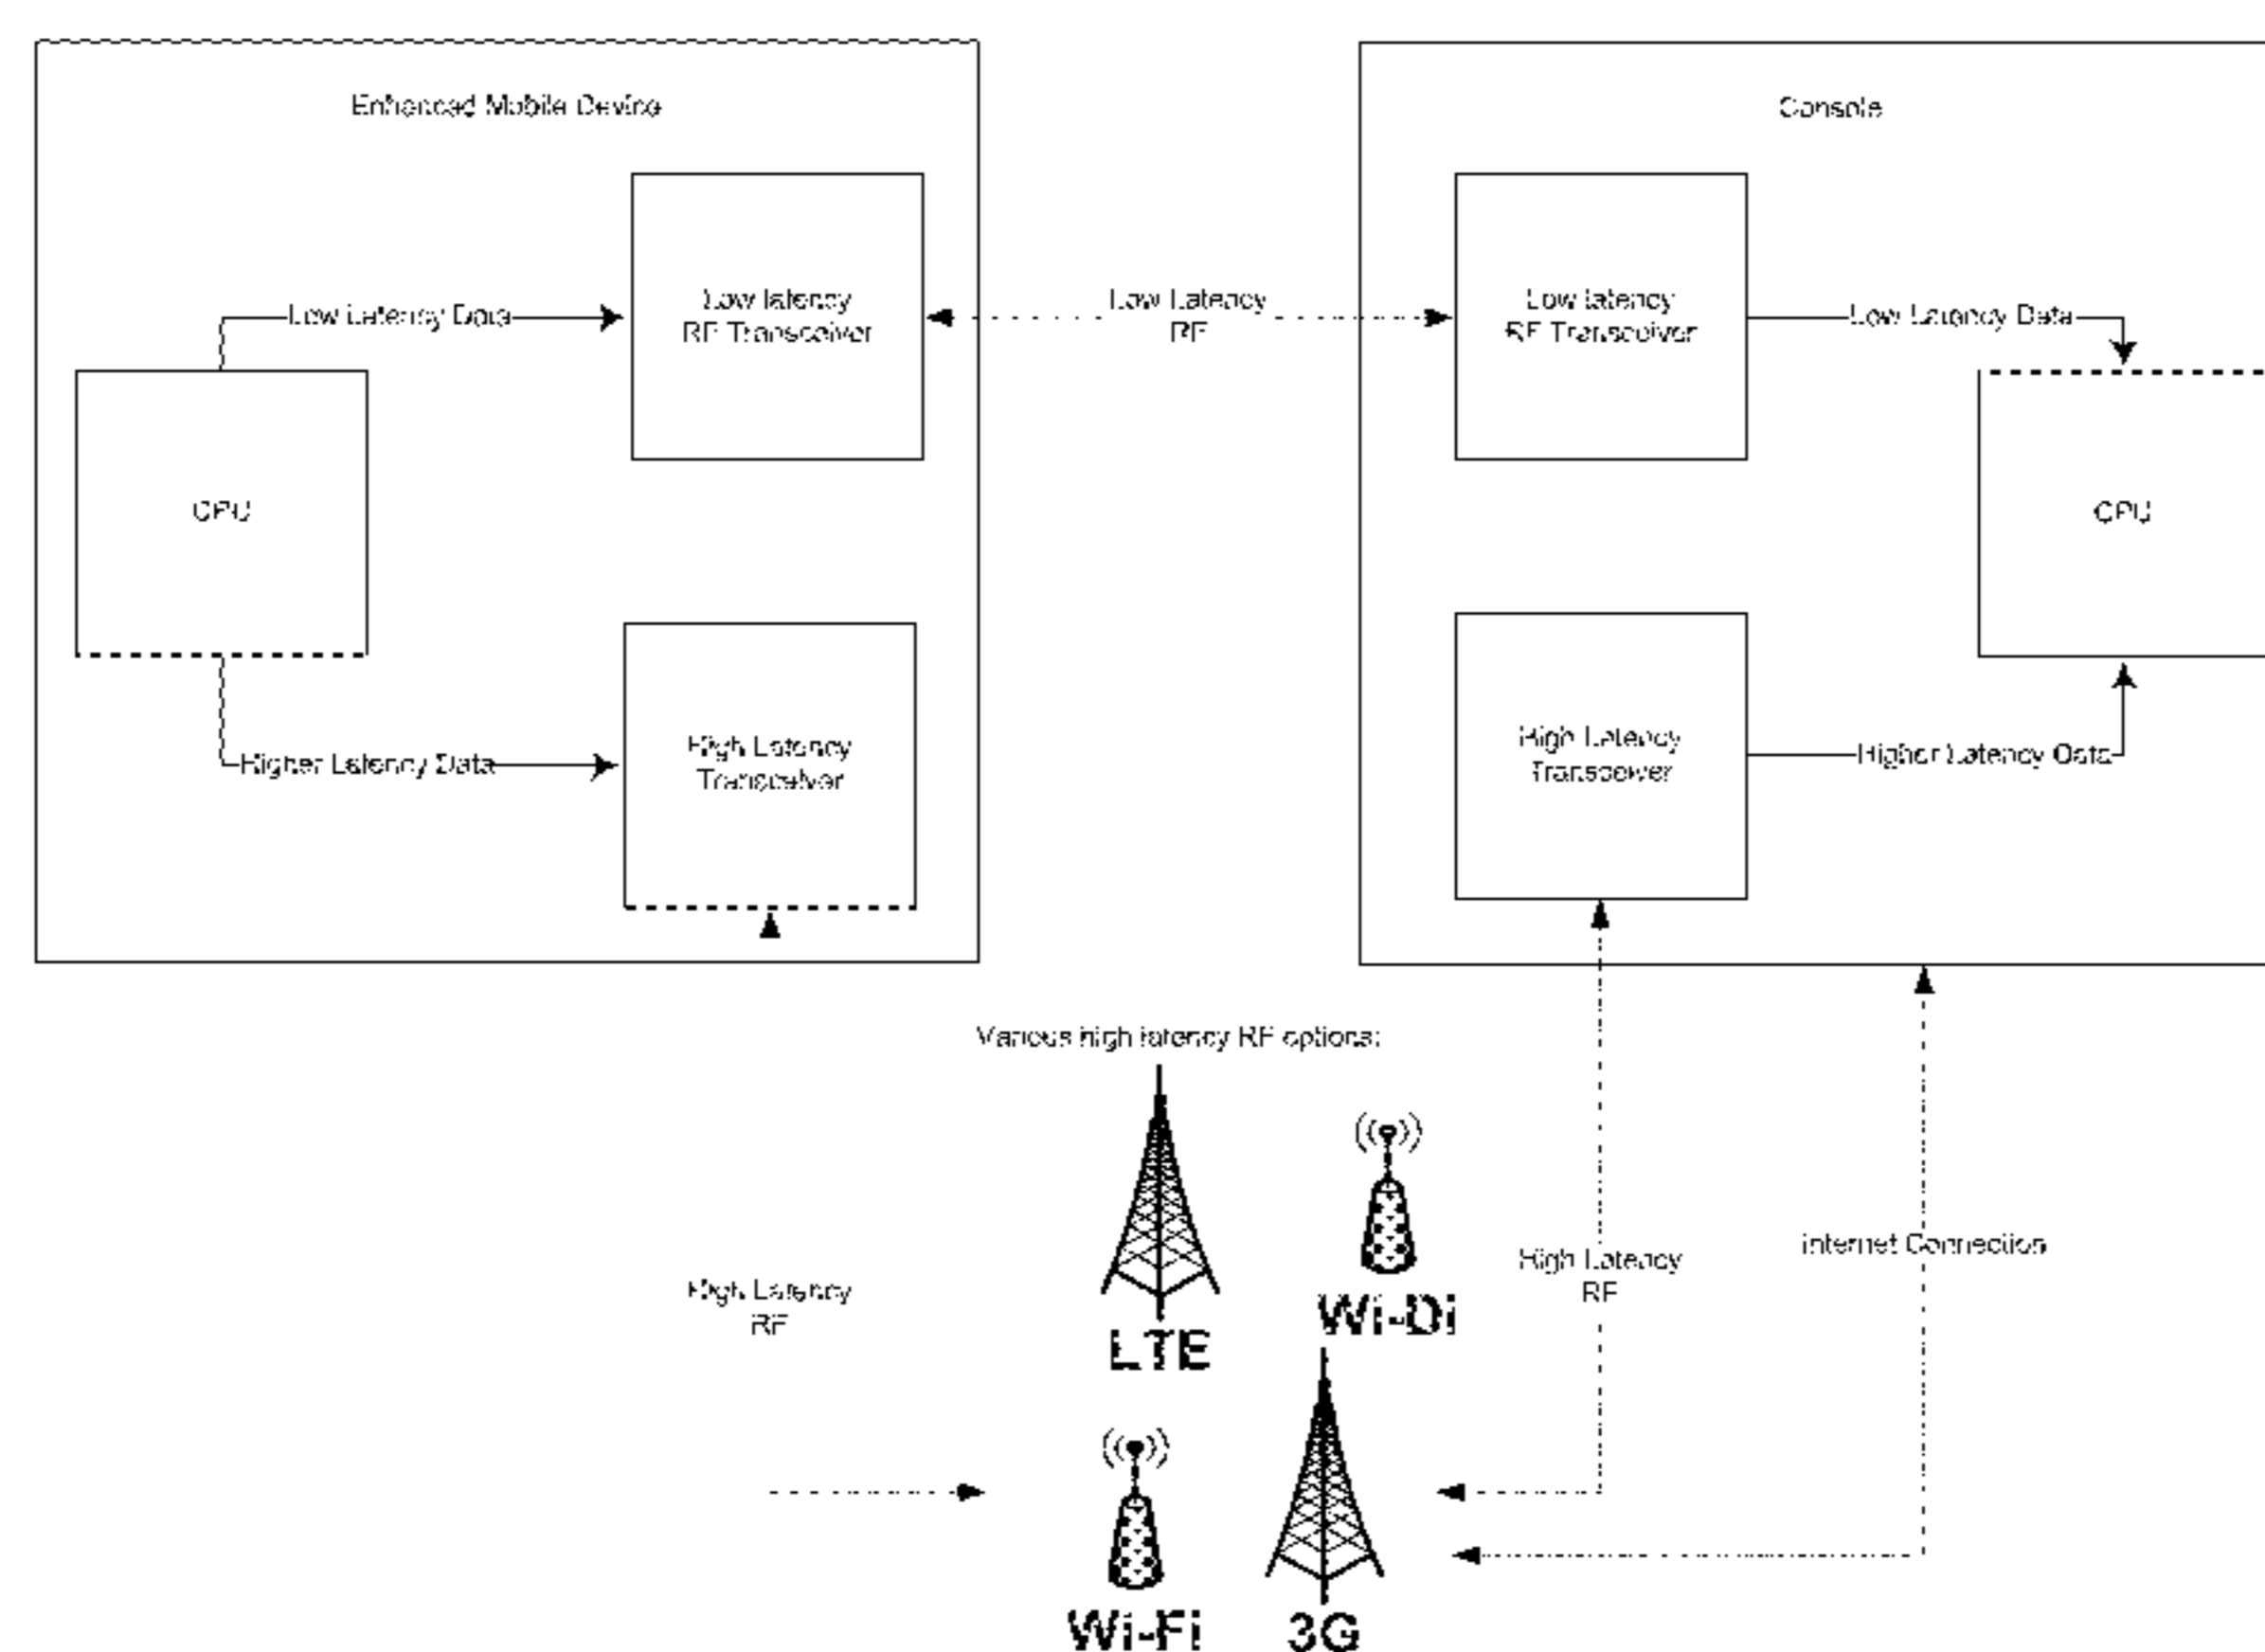 Enhanced Mobile Device
Console
Low latency
RF Transceiver
Low Latency
RF
Low latency
RF Transceiver
Low Latency Data
Low Latency Data
CPU
CPU
High Latency
Transceiver
High Latency
Transceiver
Higher Latency Data
Higher Latency Data
Various high latency RF options:
High Latency
RF
High Latency
RF
Internet Connection
LTE
Wi-Di
Wi-Fi
3G